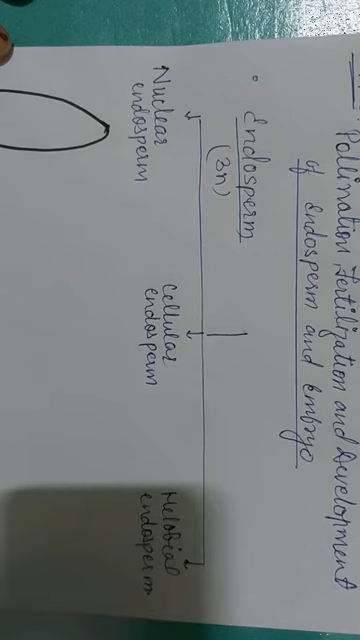 Pollination, Fertilization and Development
of Endosperm and Embryo
Endosperm
(3n)
Nuclear
endosperm
Cellular
endosperm
Helobial
endosperm